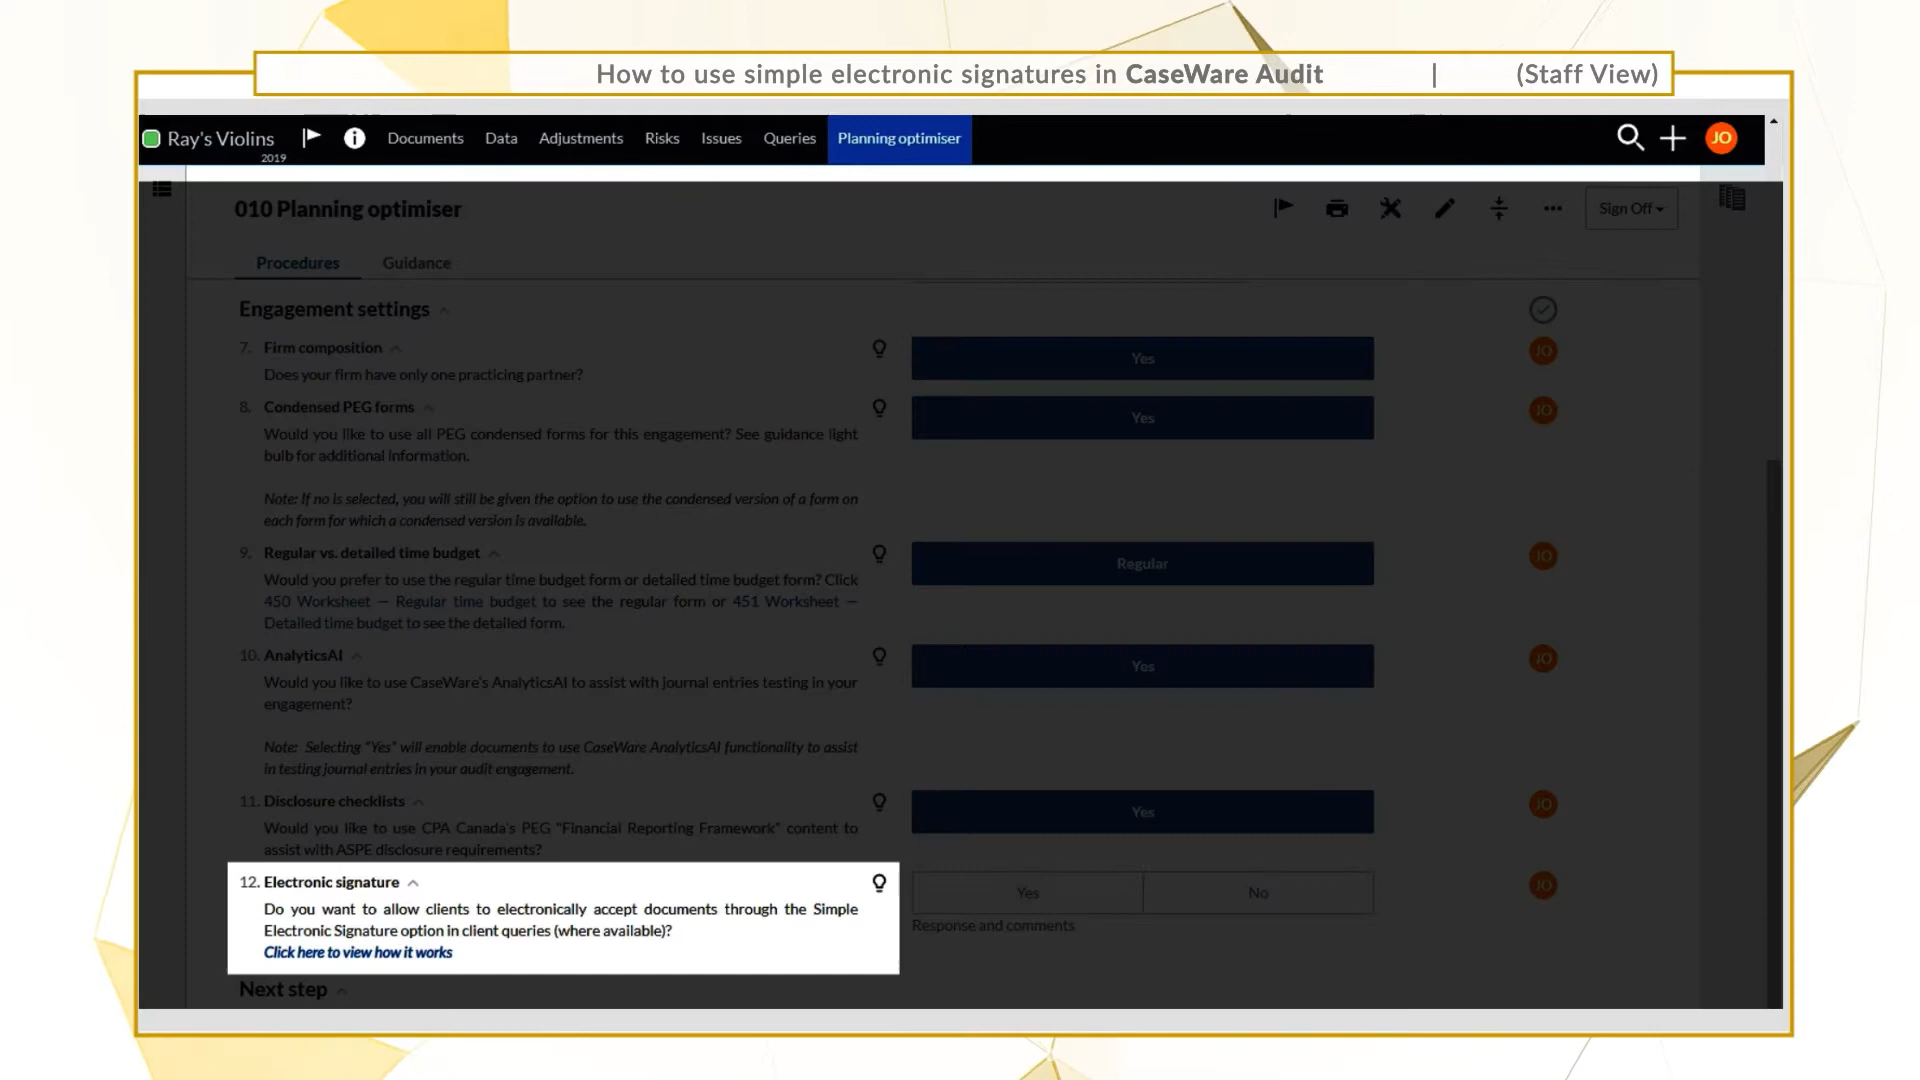 How to use simple electronic signatures in CaseWare Audit | (Staff View)
Ray's Violins
2019
Documents Data Adjustments Risks Issues Queries Planning optimiser
JO
010 Planning optimiser
Sign Off
Procedures Guidance
Engagement settings
7. Firm composition
Does your firm have only one practicing partner?
Yes
JO
8. Condensed PEG forms
Would you like to use all PEG condensed forms for this engagement? See guidance light
bulb for additional information.
Yes
JO
Note: If no is selected, you will still be given the option to use the condensed version of a form on
each form for which a condensed version is available.
9. Regular vs. detailed time budget
Would you prefer to use the regular time budget form or detailed time budget form? Click
450 Worksheet — Regular time budget to see the regular form or 451 Worksheet —
Detailed time budget to see the detailed form.
Regular
JO
10. AnalyticsAI
Would you like to use CaseWare's AnalyticsAI to assist with journal entries testing in your
engagement?
Yes
JO
Note: Selecting "Yes" will enable documents to use CaseWare AnalyticsAI functionality to assist
in testing journal entries in your audit engagement.
11. Disclosure checklists
Would you like to use CPA Canada's PEG "Financial Reporting Framework" content to
assist with ASPE disclosure requirements?
Yes
JO
12. Electronic signature
Do you want to allow clients to electronically accept documents through the Simple
Electronic Signature option in client queries (where available)?
Click here to view how it works
Yes No
JO
Response and comments
Next step